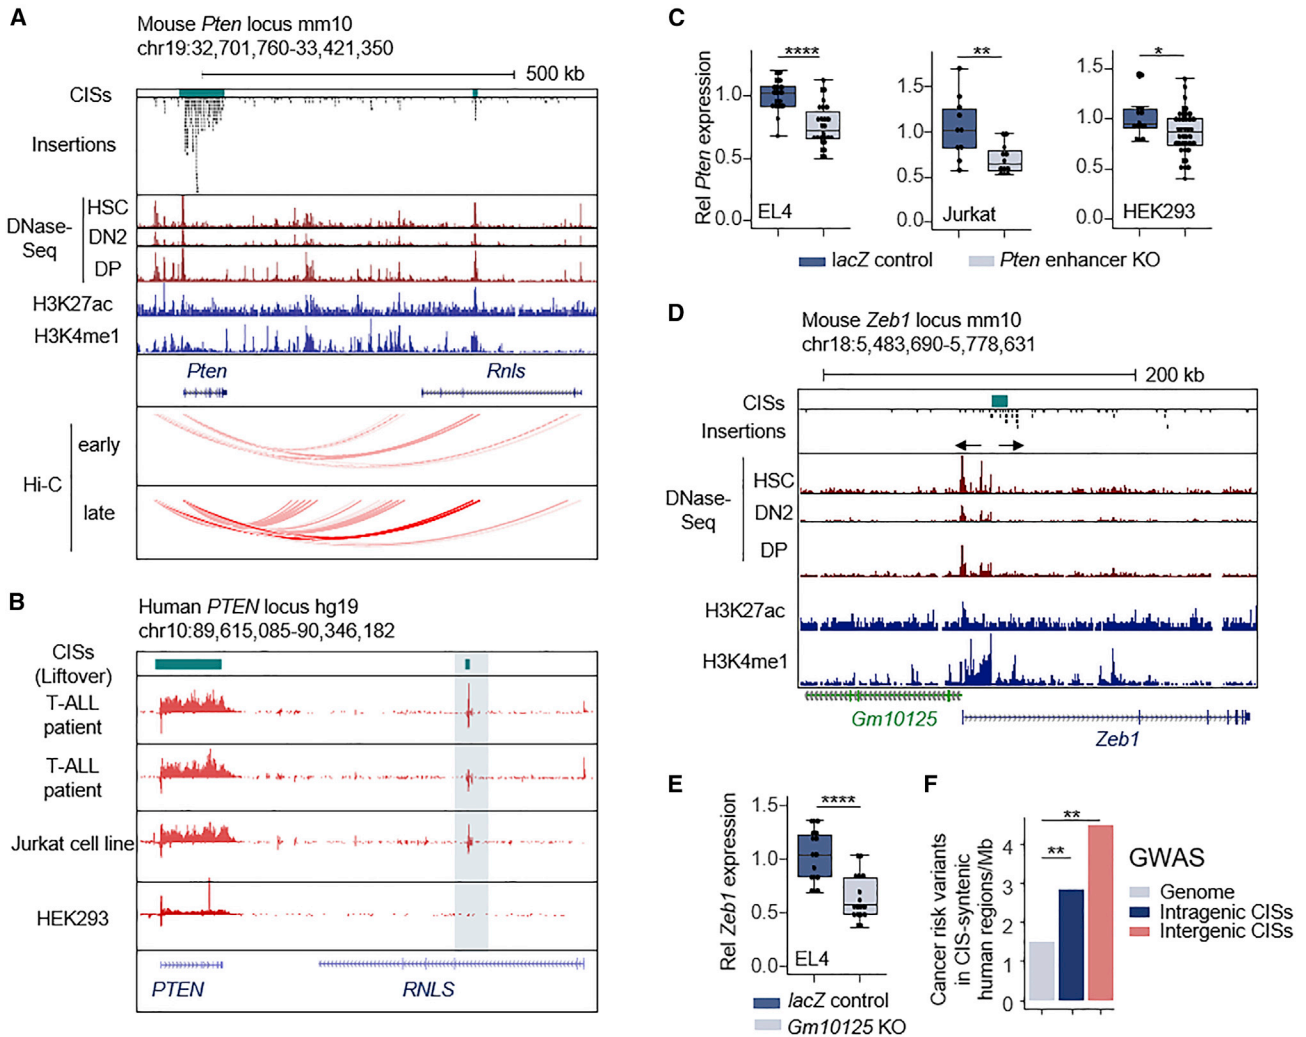 A
Mouse Pten locus mm10
chr19:32,701,760-33,421,350
500 kb
CISs
Insertions
DNase-
Seq
HSC
DN2
DP
H3K27ac
H3K4me1
Pten
Rnls
Hi-C
early
late
B
Human PTEN locus hg19
chr10:89,615,085-90,346,182
CISs
(Liftover)
T-ALL
patient
T-ALL
patient
Jurkat cell line
HEK293
PTEN
RNLS
C
Rel Pten expression
1.0
0.5
0.0
****
EL4
1.5
1.0
0.5
0.0
**
Jurkat
1.5
1.0
0.5
0.0
*
HEK293
lacZ control
Pten enhancer KO
D
Mouse Zeb1 locus mm10
chr18:5,483,690-5,778,631
200 kb
CISs
Insertions
DNase-
Seq
HSC
DN2
DP
H3K27ac
H3K4me1
Gm10125
Zeb1
E
Rel Zeb1 expression
1.5
1.0
0.5
0.0
****
EL4
lacZ control
Gm10125 KO
F
Cancer risk variants
in CIS-syntenic
human regions/Mb
4
3
2
1
0
**
**
GWAS
Genome
Intragenic CISs
Intergenic CISs